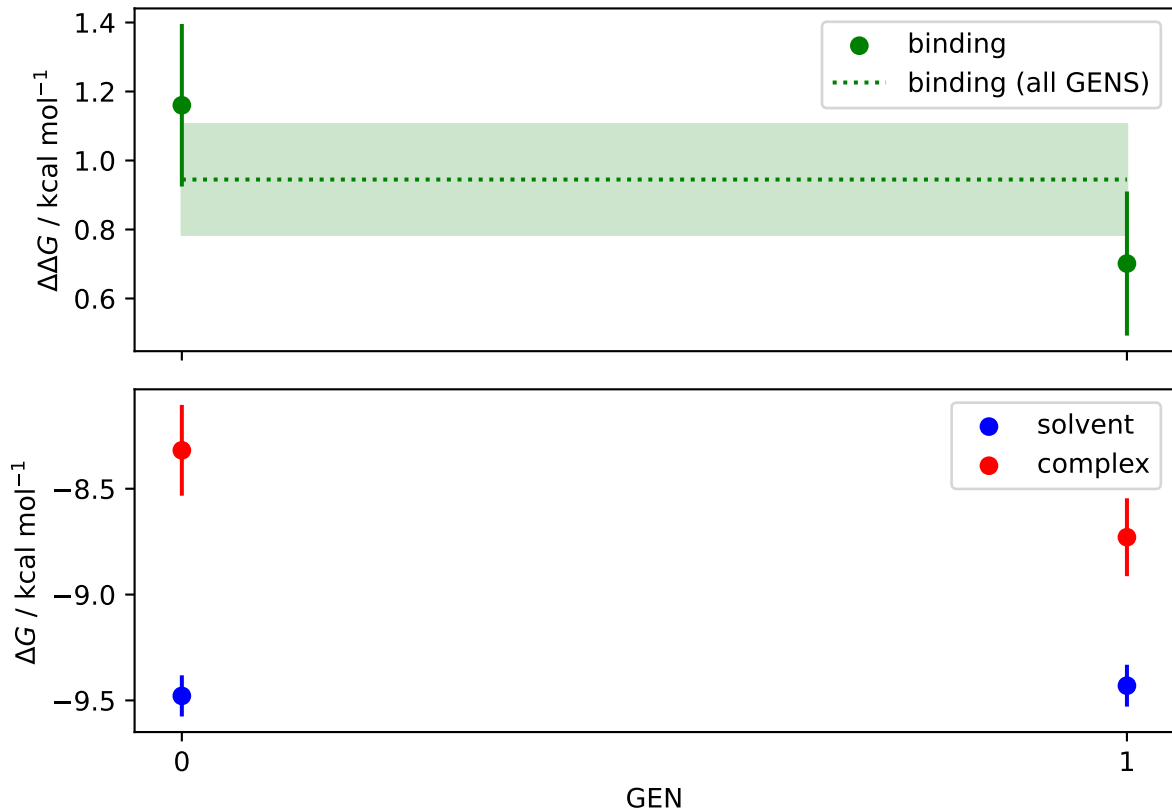 1.4
1.2
1.0
0.8
0.6
ΔΔG / kcal mol⁻¹
binding
binding (all GENS)
−8.5
−9.0
−9.5
ΔG / kcal mol⁻¹
solvent
complex
0
1
GEN